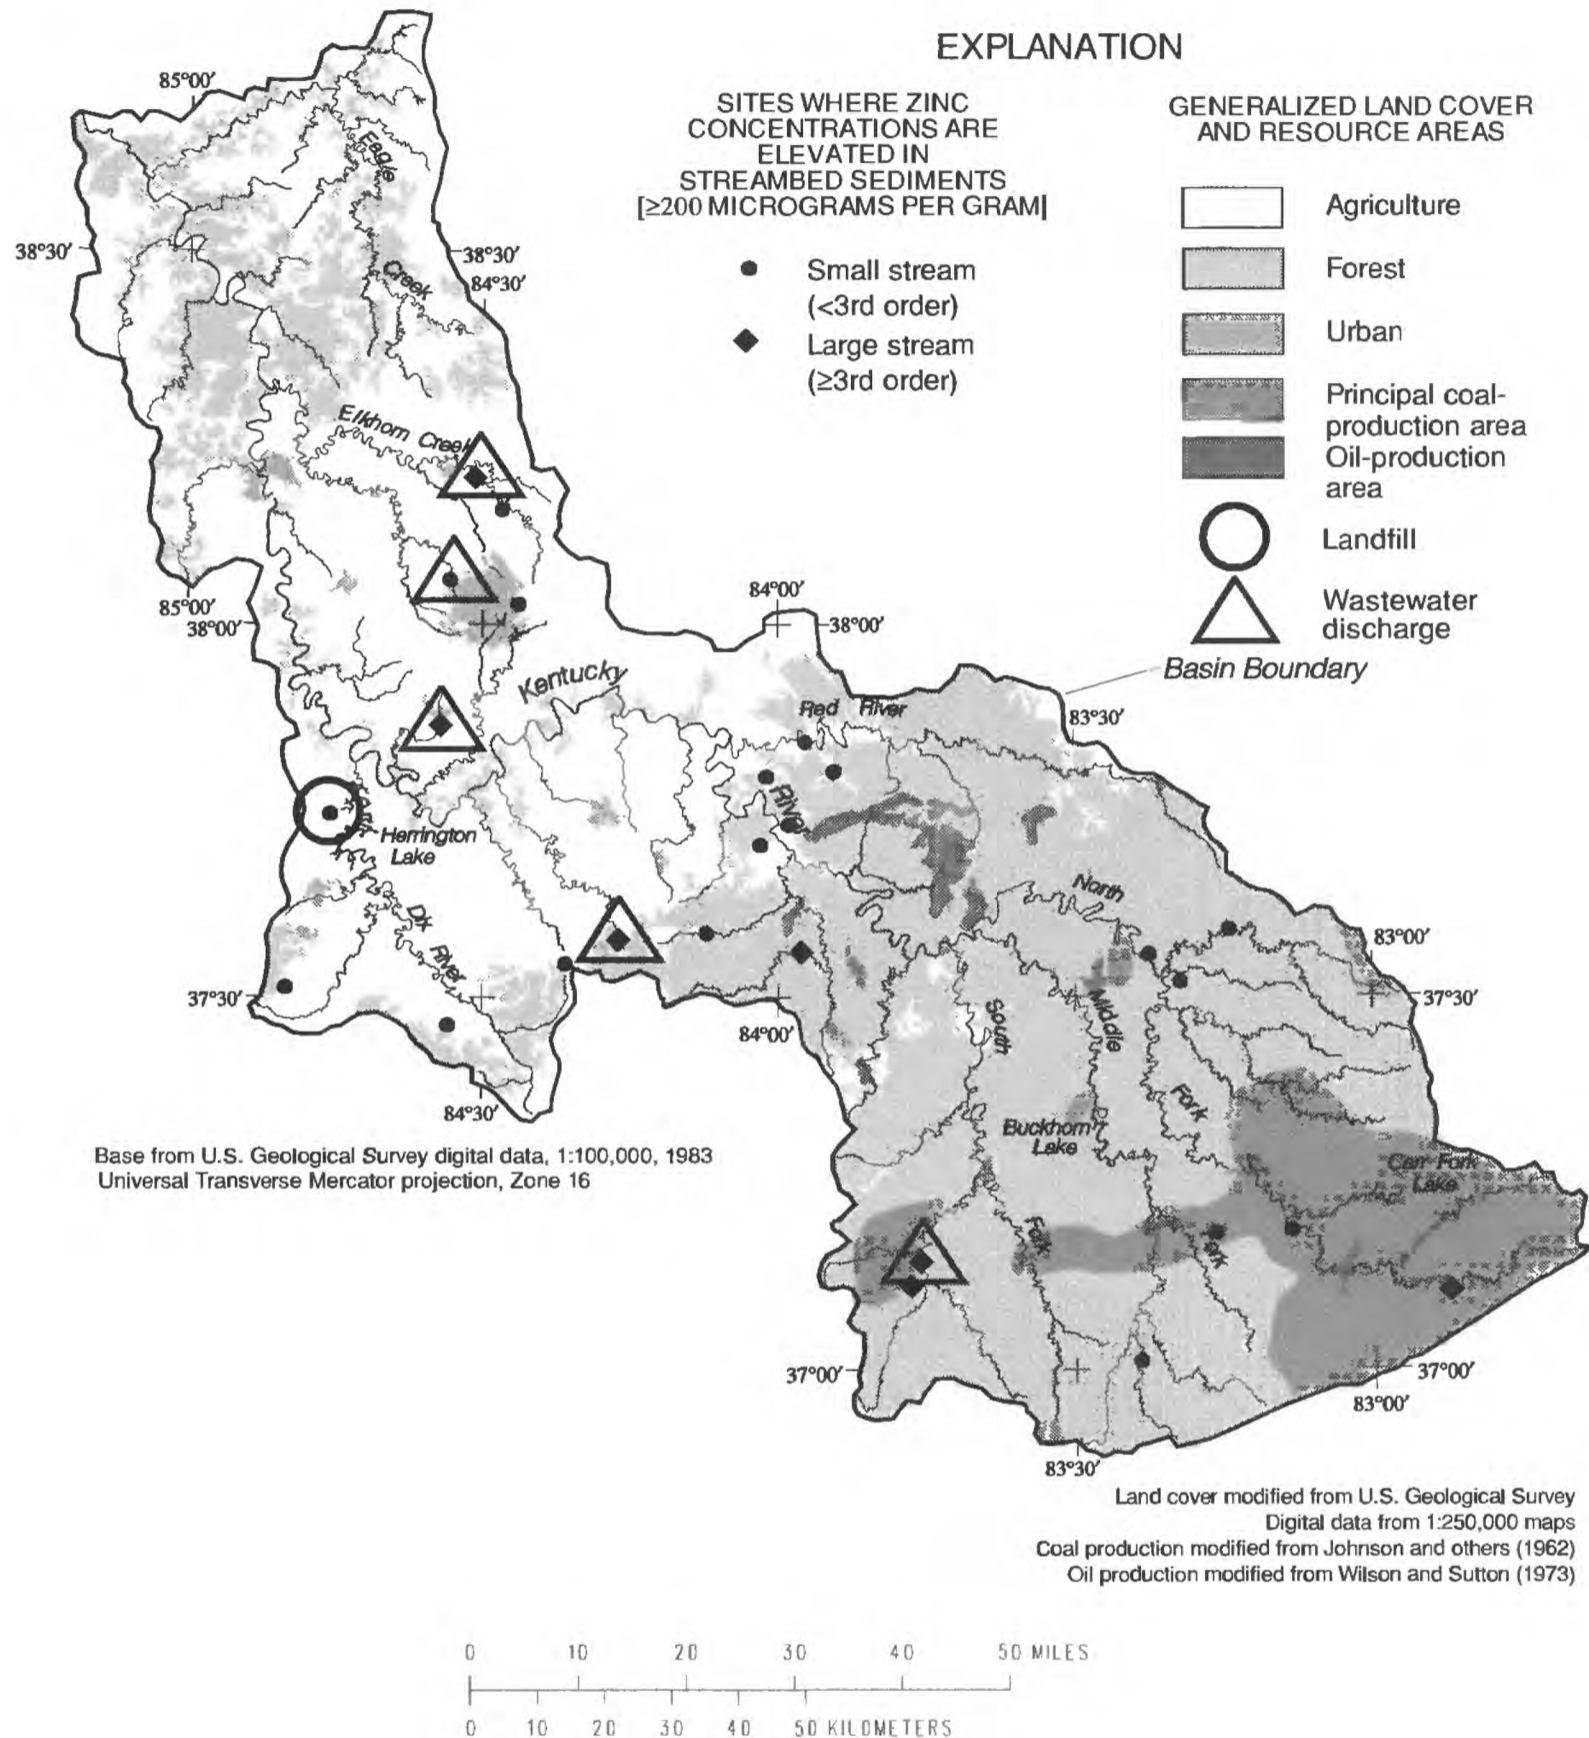 EXPLANATION
SITES WHERE ZINC
CONCENTRATIONS ARE
ELEVATED IN
STREAMBED SEDIMENTS
[≥200 MICROGRAMS PER GRAM]
Small stream
(<3rd order)
Large stream
(≥3rd order)
GENERALIZED LAND COVER
AND RESOURCE AREAS
Agriculture
Forest
Urban
Principal coal-
production area
Oil-production
area
Landfill
Wastewater
discharge
Basin Boundary
85°00′
Eagle
38°30′
38°30′
84°30′
Creek
Elkhorn Creek
85°00′
38°00′
84°00′
38°00′
Kentucky
Red River
83°30′
River
Herrington
Lake
Dix
River
North
83°00′
37°30′
37°30′
84°00′
South
Middle
Fork
84°30′
Buckhorn
Lake
Carr Fork
Lake
Fork
Fork
37°00′
37°00′
83°00′
83°30′
Base from U.S. Geological Survey digital data, 1:100,000, 1983
Universal Transverse Mercator projection, Zone 16
Land cover modified from U.S. Geological Survey
Digital data from 1:250,000 maps
Coal production modified from Johnson and others (1962)
Oil production modified from Wilson and Sutton (1973)
0 10 20 30 40 50 MILES
0 10 20 30 40 50 KILOMETERS